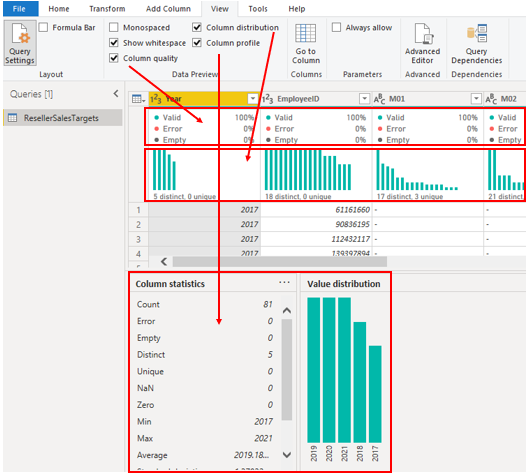 File Home Transform Add Column View Tools Help
Query Settings
Formula Bar
Layout
Monospaced
Show whitespace
Column quality
Column distribution
Column profile
Data Preview
Go to Column
Columns
Always allow
Parameters
Advanced Editor
Advanced
Query Dependencies
Dependencies
Queries [1]
ResellerSalesTargets
1²3 Year 1²3 EmployeeID ABC M01 ABC M02
Valid 100% Valid 100% Valid 100% Valid
Error 0% Error 0% Error 0% Error
Empty 0% Empty 0% Empty 0% Empty
5 distinct, 0 unique 18 distinct, 0 unique 17 distinct, 3 unique 21 distinct
1 2017 61161660 - -
2 2017 90836195 - -
3 2017 112432117 - -
4 2017 139397894 - -
5
Column statistics ...
Count 81
Error 0
Empty 0
Distinct 5
Unique 0
NaN 0
Zero 0
Min 2017
Max 2021
Average 2019.18...
Value distribution
2019
2020
2021
2018
2017